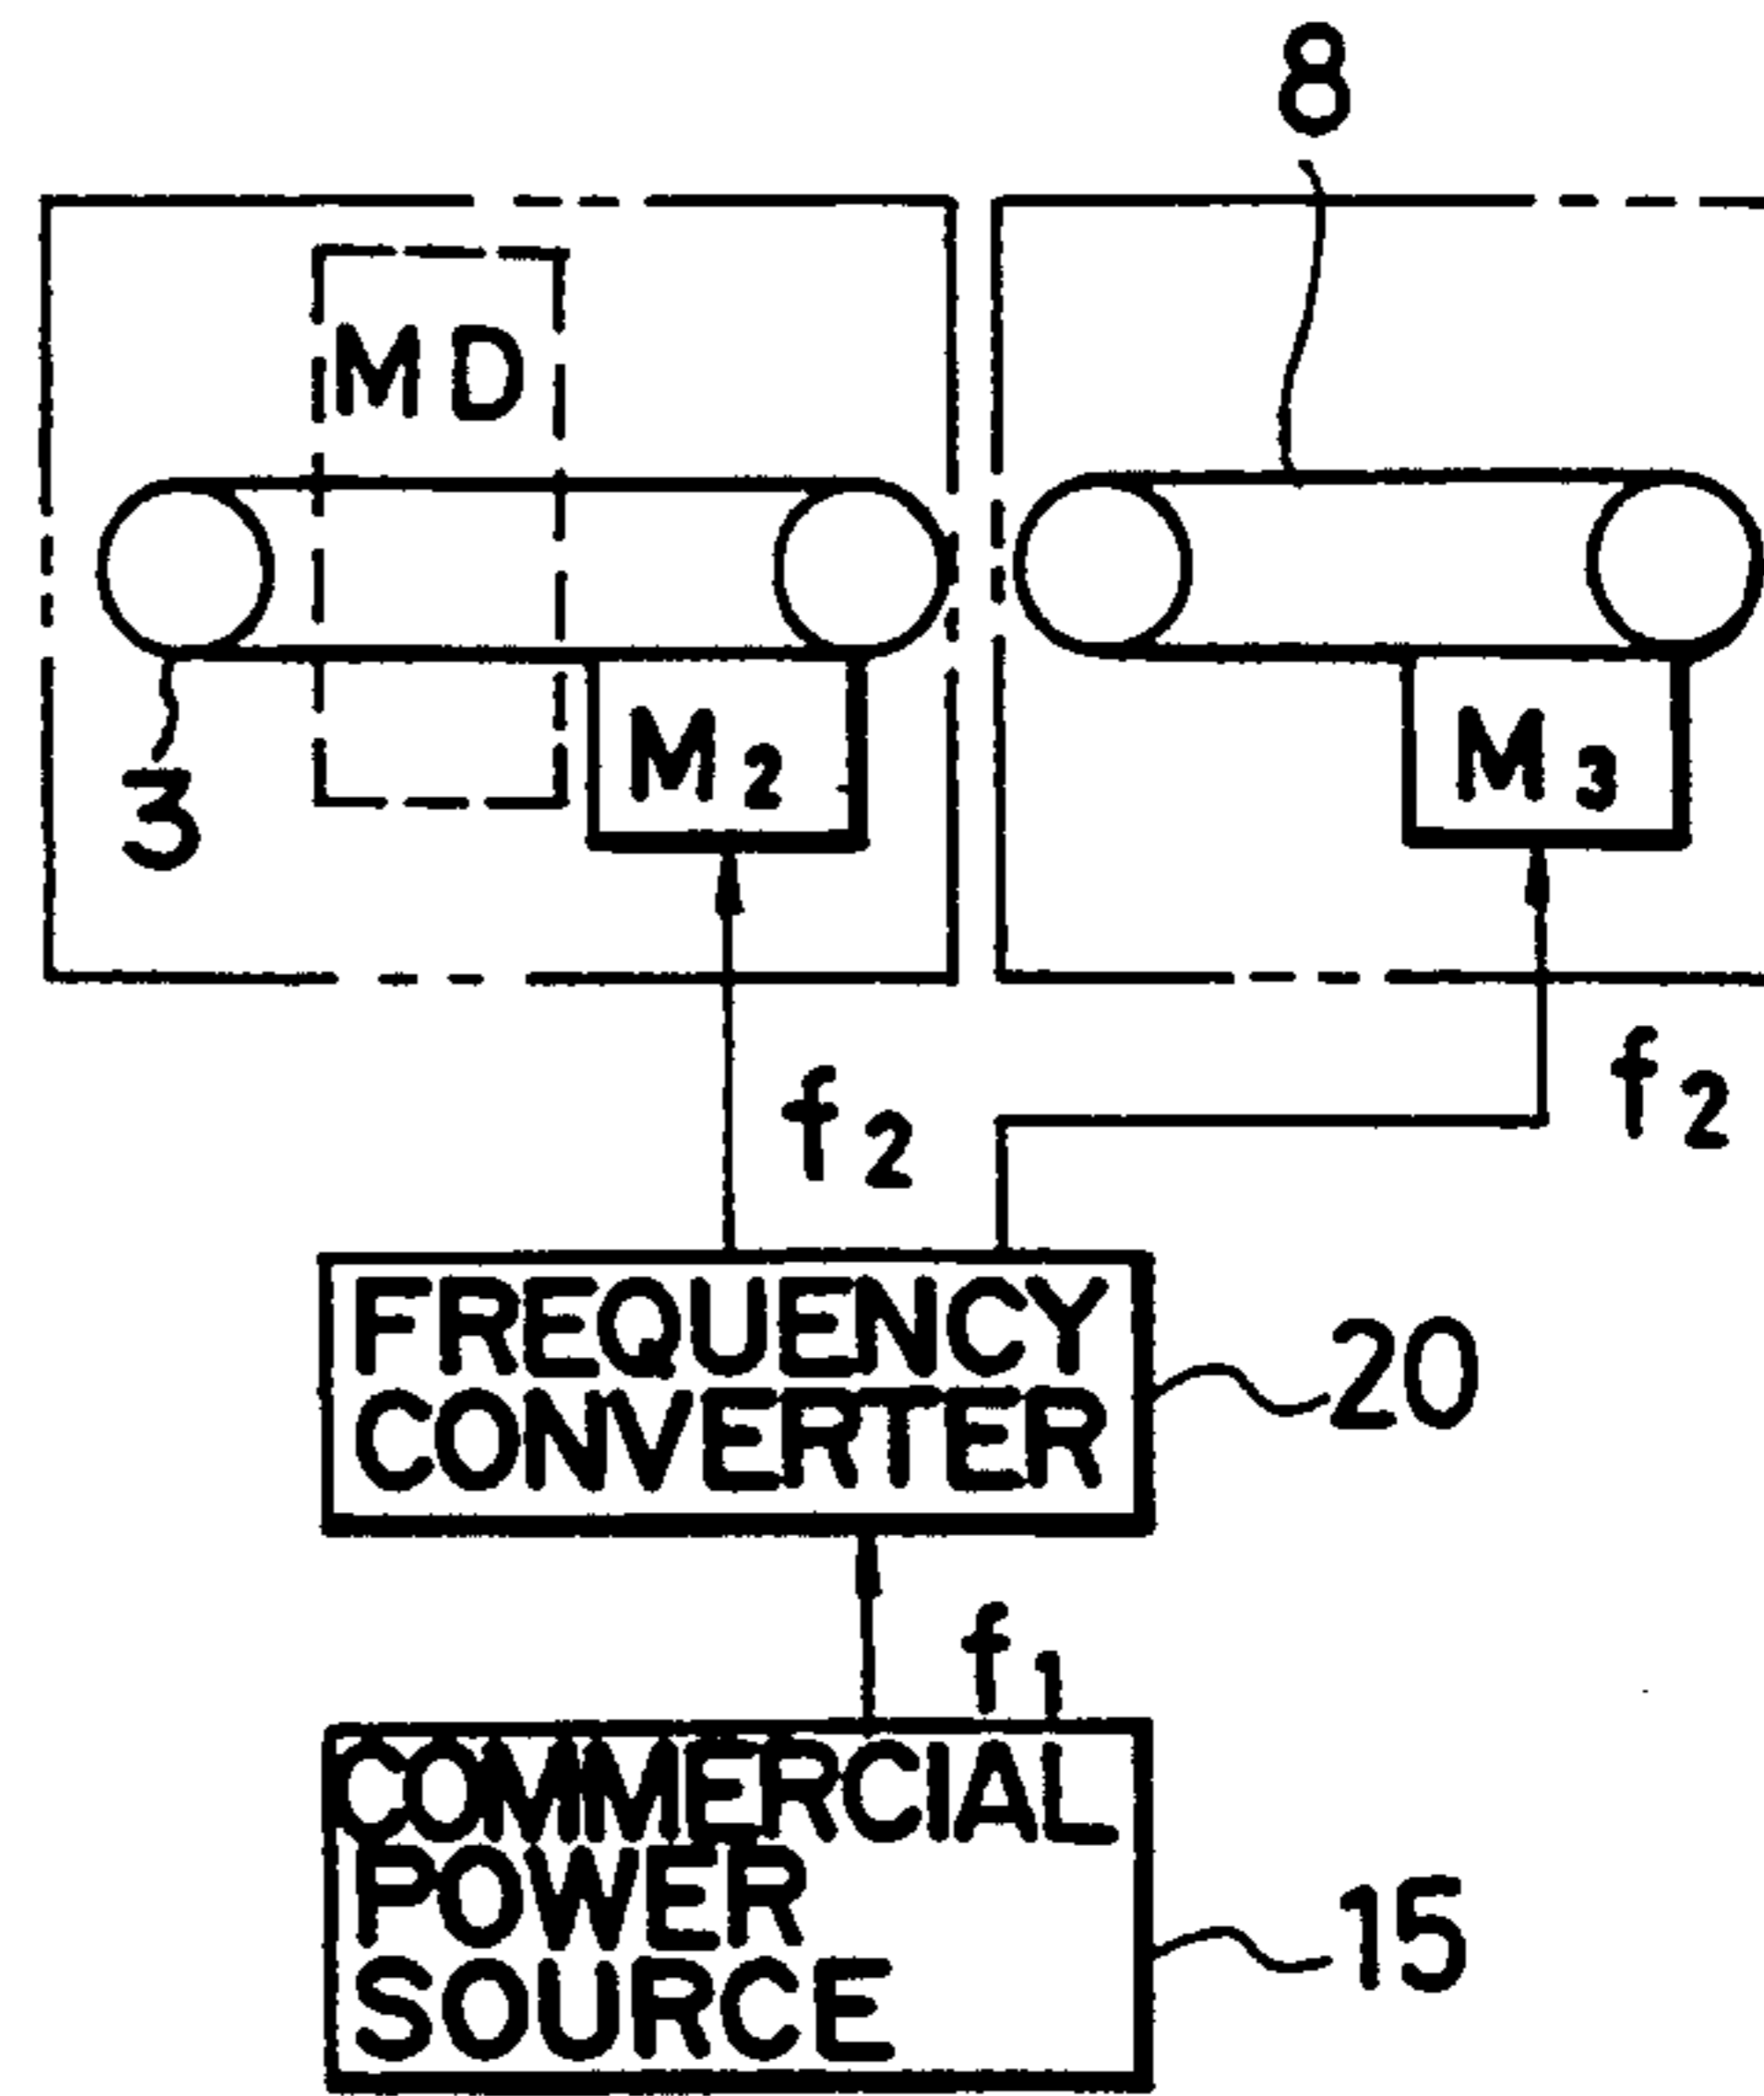 8
MD
3
M2
M3
f2
f2
FREQUENCY
CONVERTER
20
f1
COMMERCIAL
POWER
SOURCE
15